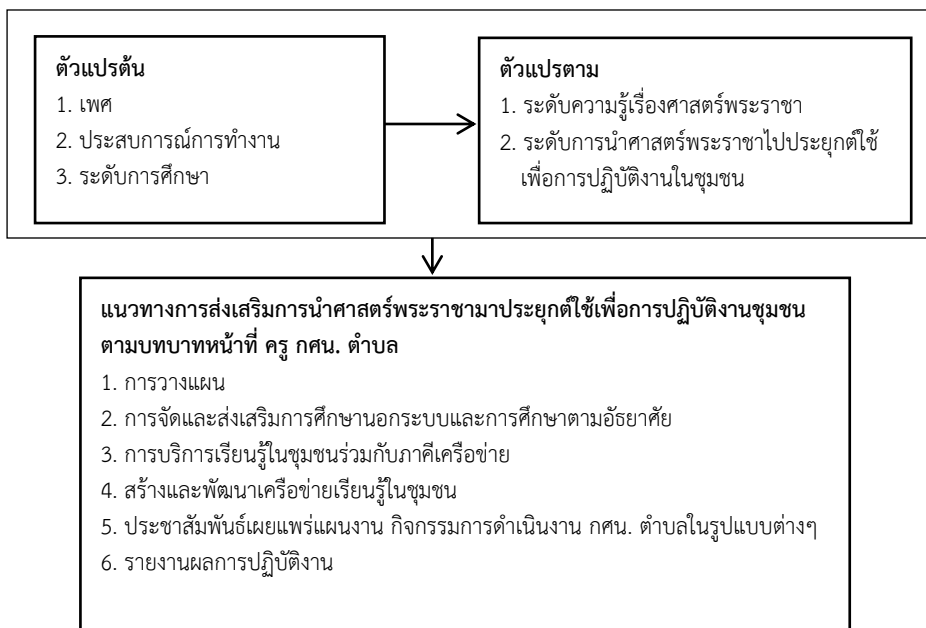 ตัวแปรต้น
1. เพศ
2. ประสบการณ์การทำงาน
3. ระดับการศึกษา
ตัวแปรตาม
1. ระดับความรู้เรื่องศาสตร์พระราชา
2. ระดับการนำศาสตร์พระราชาไปประยุกต์ใช้
เพื่อการปฏิบัติงานในชุมชน
แนวทางการส่งเสริมการนำศาสตร์พระราชามาประยุกต์ใช้เพื่อการปฏิบัติงานชุมชน
ตามบทบาทหน้าที่ ครู กศน. ตำบล
1. การวางแผน
2. การจัดและส่งเสริมการศึกษานอกระบบและการศึกษาตามอัธยาศัย
3. การบริการเรียนรู้ในชุมชนร่วมกับภาคีเครือข่าย
4. สร้างและพัฒนาเครือข่ายเรียนรู้ในชุมชน
5. ประชาสัมพันธ์เผยแพร่แผนงาน กิจกรรมการดำเนินงาน กศน. ตำบลในรูปแบบต่างๆ
6. รายงานผลการปฏิบัติงาน